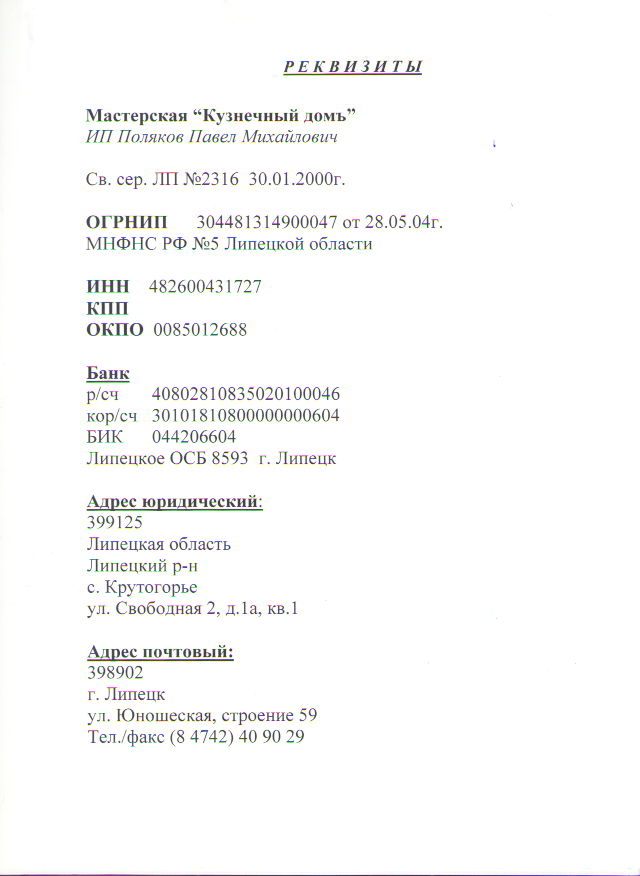 РЕКВИЗИТЫ
Мастерская “Кузнечный домъ”
ИП Поляков Павел Михайлович
Св. сер. ЛП №2316 30.01.2000г.
ОГРНИП 304481314900047 от 28.05.04г.
МНФНС РФ №5 Липецкой области
ИНН 482600431727
КПП
ОКПО 0085012688
Банк
р/сч 40802810835020100046
кор/сч 30101810800000000604
БИК 044206604
Липецкое ОСБ 8593 г. Липецк
Адрес юридический:
399125
Липецкая область
Липецкий р-н
с. Крутогорье
ул. Свободная 2, д.1а, кв.1
Адрес почтовый:
398902
г. Липецк
ул. Юношеская, строение 59
Тел./факс (8 4742) 40 90 29